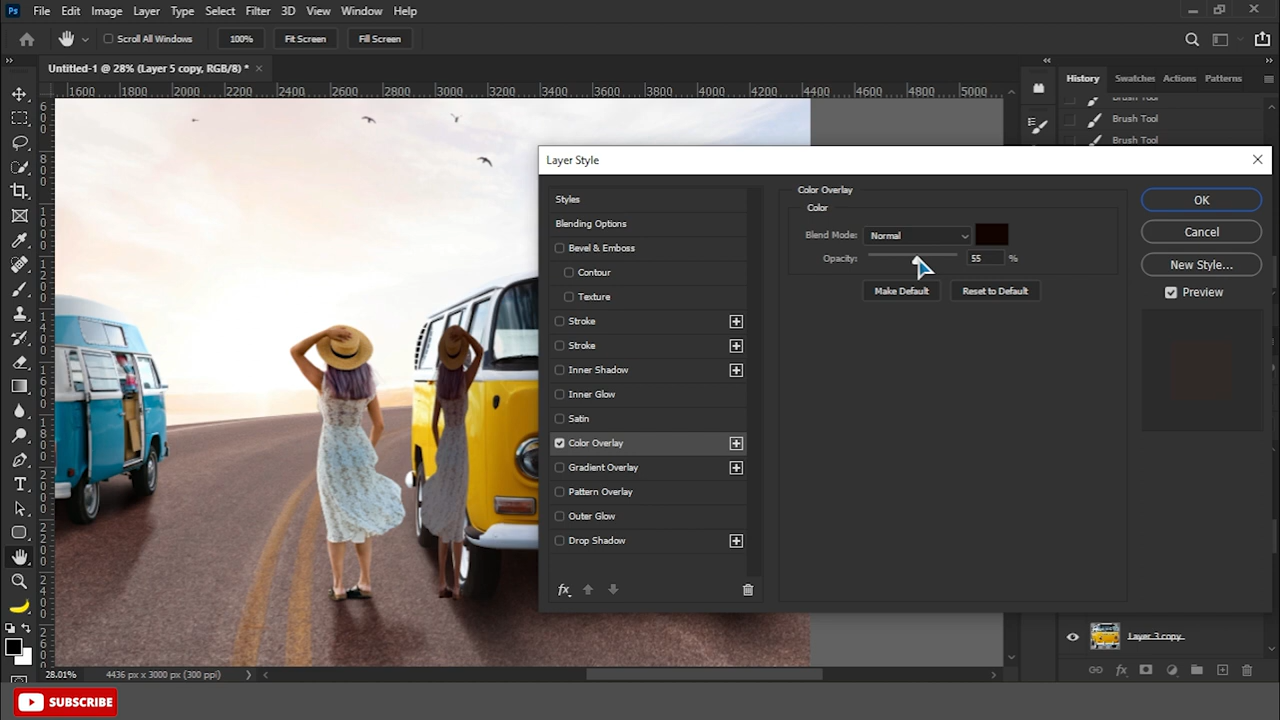 Ps File Edit Image Layer Type Select Filter 3D View Window Help
Scroll All Windows 100% Fit Screen Fill Screen
Untitled-1 @ 28% (Layer 5 copy, RGB/8) * ×
History Swatches Actions Patterns
1600 1800 2000 2200 2400 2600 2800 3000 3200 3400 3600 3800 4000 4200 4400 4600 4800 5000
Brush Tool
Brush Tool
Brush Tool
Layer Style
Styles
Blending Options
Bevel & Emboss
Contour
Texture
Stroke
Stroke
Inner Shadow
Inner Glow
Satin
Color Overlay
Gradient Overlay
Pattern Overlay
Outer Glow
Drop Shadow
fx
Color Overlay
Color
Blend Mode: Normal
Opacity: 55 %
Make Default Reset to Default
OK
Cancel
New Style...
Preview
Layer 3 copy
28.01% 4436 px x 3000 px (300 ppi)
fx
SUBSCRIBE